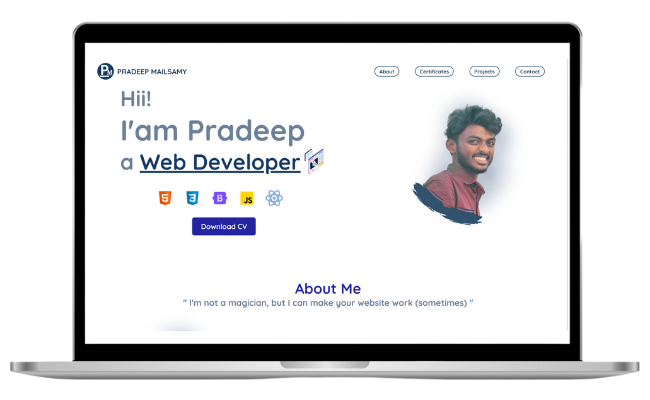 PRADEEP MAILSAMY
About Certificates Projects Contact
Hii!
I'am Pradeep
a Web Developer
5 3 B JS
Download CV
About Me
" I'm not a magician, but I can make your website work (sometimes) "